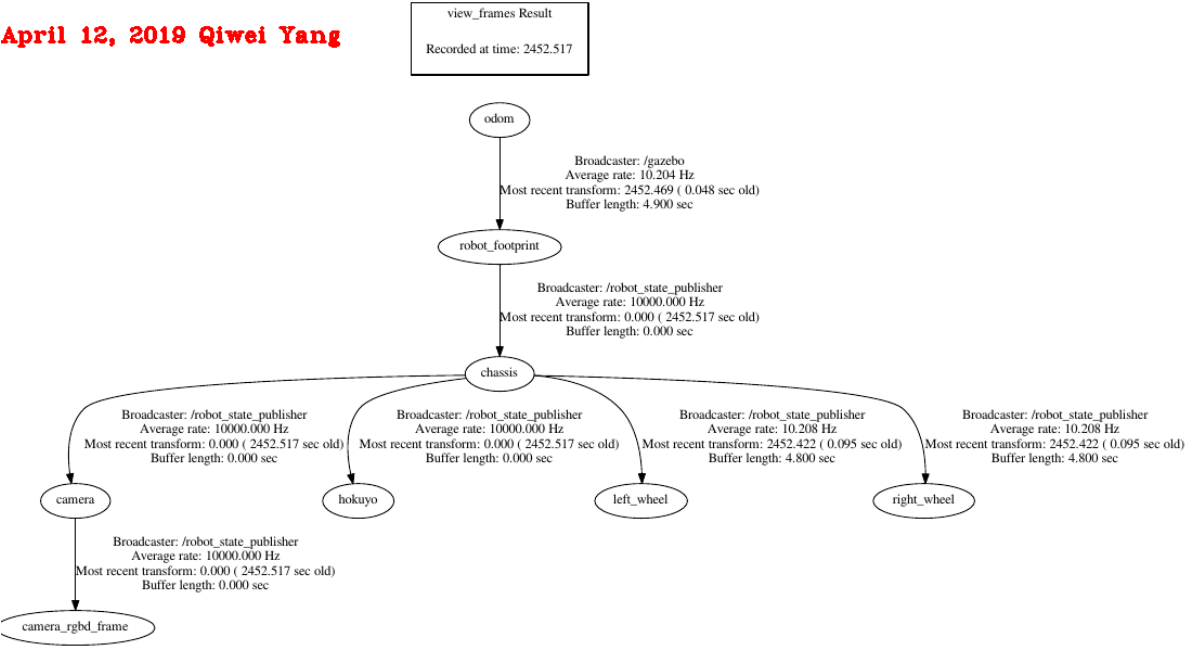 April 12, 2019 Qiwei Yang
view_frames Result
Recorded at time: 2452.517
odom
Broadcaster: /gazebo
Average rate: 10.204 Hz
Most recent transform: 2452.469 ( 0.048 sec old)
Buffer length: 4.900 sec
robot_footprint
Broadcaster: /robot_state_publisher
Average rate: 10000.000 Hz
Most recent transform: 0.000 ( 2452.517 sec old)
Buffer length: 0.000 sec
chassis
Broadcaster: /robot_state_publisher
Average rate: 10000.000 Hz
Most recent transform: 0.000 ( 2452.517 sec old)
Buffer length: 0.000 sec
Broadcaster: /robot_state_publisher
Average rate: 10000.000 Hz
Most recent transform: 0.000 ( 2452.517 sec old)
Buffer length: 0.000 sec
Broadcaster: /robot_state_publisher
Average rate: 10.208 Hz
Most recent transform: 2452.422 ( 0.095 sec old)
Buffer length: 4.800 sec
Broadcaster: /robot_state_publisher
Average rate: 10.208 Hz
Most recent transform: 2452.422 ( 0.095 sec old)
Buffer length: 4.800 sec
camera
hokuyo
left_wheel
right_wheel
Broadcaster: /robot_state_publisher
Average rate: 10000.000 Hz
Most recent transform: 0.000 ( 2452.517 sec old)
Buffer length: 0.000 sec
camera_rgbd_frame